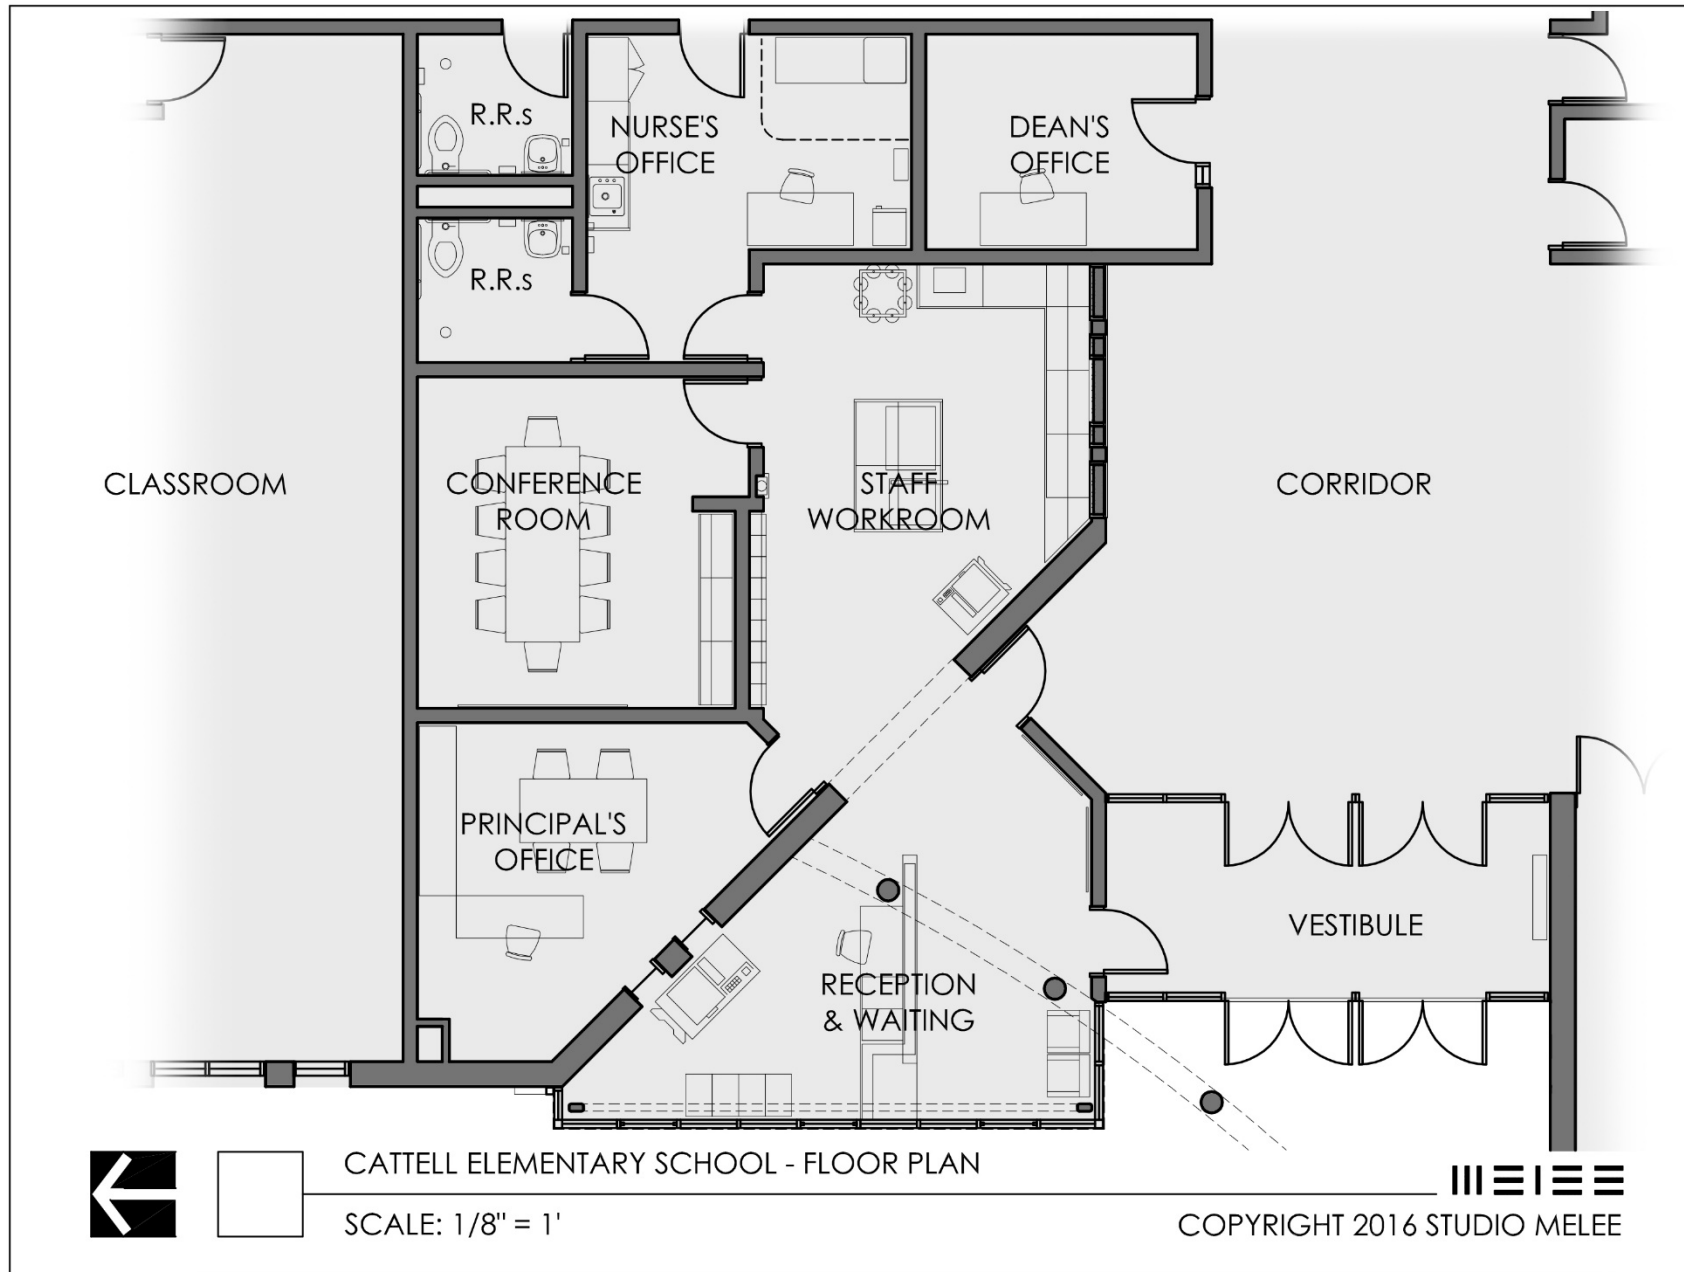 R.R.s
NURSE'S
OFFICE
DEAN'S
OFFICE
R.R.s
CLASSROOM
CONFERENCE
ROOM
STAFF
WORKROOM
CORRIDOR
PRINCIPAL'S
OFFICE
VESTIBULE
RECEPTION
& WAITING
CATTELL ELEMENTARY SCHOOL - FLOOR PLAN
MELEE
SCALE: 1/8" = 1'
COPYRIGHT 2016 STUDIO MELEE